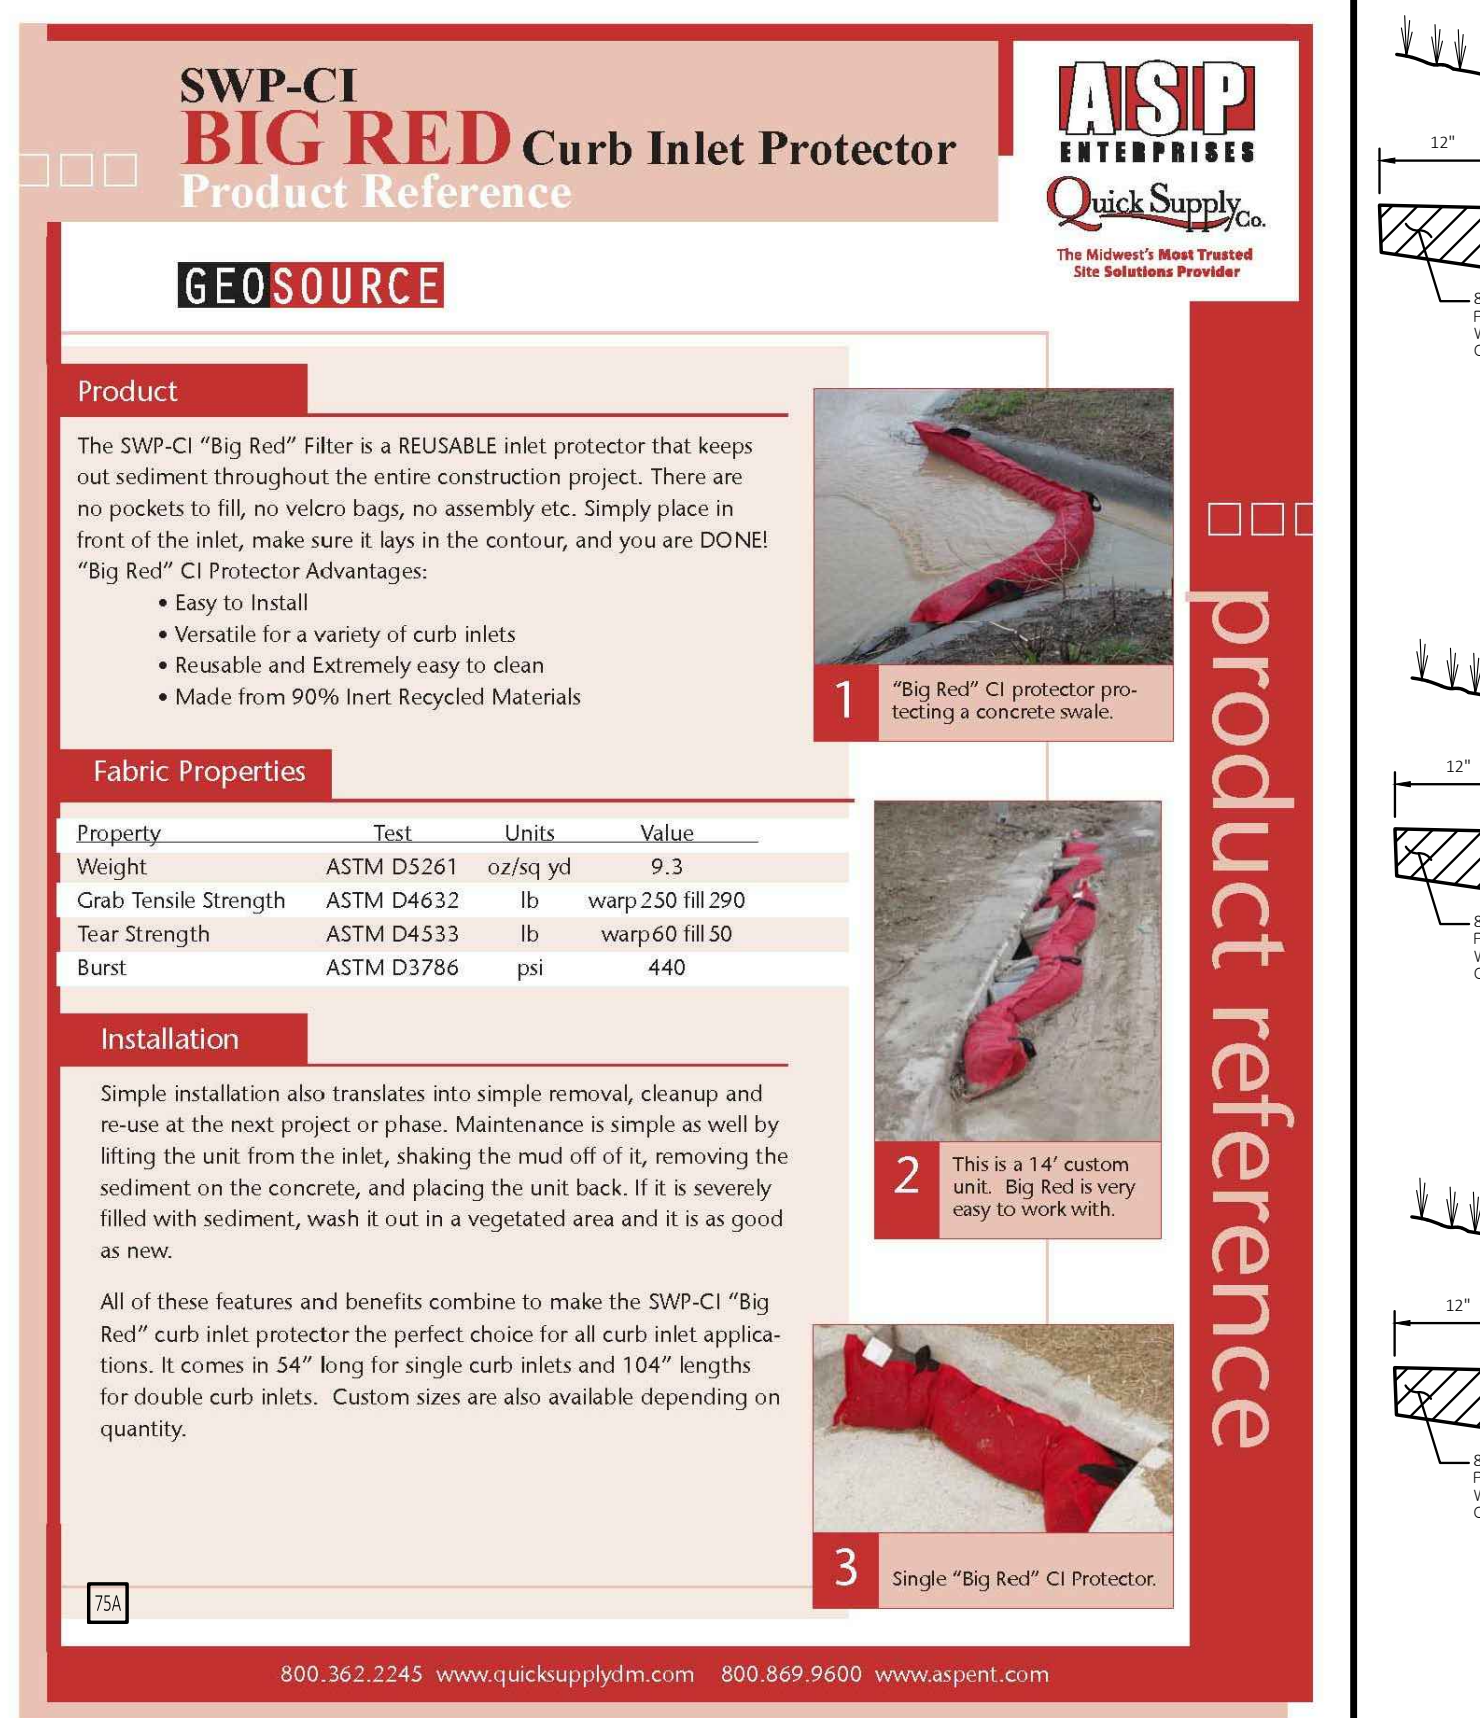 SWP-CI
BIG RED Curb Inlet Protector
Product Reference
ASP
ENTERPRISES
Quick Supply Co.
The Midwest's Most Trusted
Site Solutions Provider
GEOSOURCE
Product
The SWP-CI “Big Red” Filter is a REUSABLE inlet protector that keeps
out sediment throughout the entire construction project. There are
no pockets to fill, no velcro bags, no assembly etc. Simply place in
front of the inlet, make sure it lays in the contour, and you are DONE!
“Big Red” CI Protector Advantages:
• Easy to Install
• Versatile for a variety of curb inlets
• Reusable and Extremely easy to clean
• Made from 90% Inert Recycled Materials
1
“Big Red” CI protector pro-
tecting a concrete swale.
Fabric Properties
Property Test Units Value
Weight ASTM D5261 oz/sq yd 9.3
Grab Tensile Strength ASTM D4632 lb warp 250 fill 290
Tear Strength ASTM D4533 lb warp 60 fill 50
Burst ASTM D3786 psi 440
2
This is a 14’ custom
unit. Big Red is very
easy to work with.
Installation
Simple installation also translates into simple removal, cleanup and
re-use at the next project or phase. Maintenance is simple as well by
lifting the unit from the inlet, shaking the mud off of it, removing the
sediment on the concrete, and placing the unit back. If it is severely
filled with sediment, wash it out in a vegetated area and it is as good
as new.
All of these features and benefits combine to make the SWP-CI “Big
Red” curb inlet protector the perfect choice for all curb inlet applica-
tions. It comes in 54” long for single curb inlets and 104” lengths
for double curb inlets. Custom sizes are also available depending on
quantity.
3
Single “Big Red” CI Protector.
75A
800.362.2245 www.quicksupplydm.com 800.869.9600 www.aspent.com
product reference
12"
12"
12"